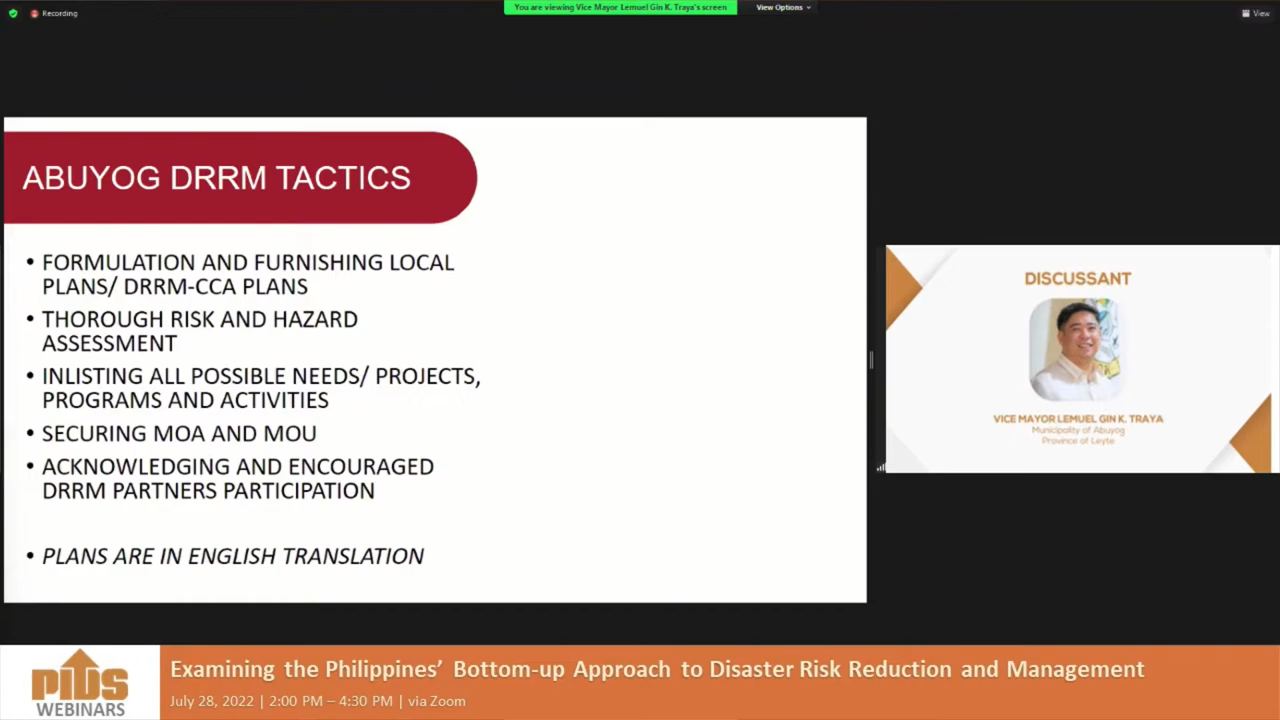 Recording
You are viewing Vice Mayor Lemuel Gin K. Traya's screen
View Options
View
ABUYOG DRRM TACTICS
• FORMULATION AND FURNISHING LOCAL
PLANS/ DRRM-CCA PLANS
• THOROUGH RISK AND HAZARD
ASSESSMENT
• INLISTING ALL POSSIBLE NEEDS/ PROJECTS,
PROGRAMS AND ACTIVITIES
• SECURING MOA AND MOU
• ACKNOWLEDGING AND ENCOURAGED
DRRM PARTNERS PARTICIPATION
• PLANS ARE IN ENGLISH TRANSLATION
DISCUSSANT
VICE MAYOR LEMUEL GIN K. TRAYA
Municipality of Abuyog
Province of Leyte
PIDS
WEBINARS
Examining the Philippines' Bottom-up Approach to Disaster Risk Reduction and Management
July 28, 2022 | 2:00 PM – 4:30 PM | via Zoom